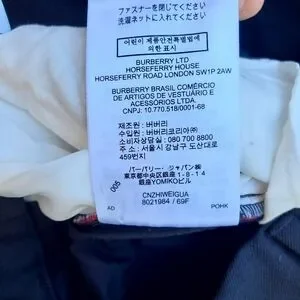 ファスナーを閉じてください
洗濯ネットに入れてください
어린이 제품안전특별법에
의한 표시
BURBERRY LTD
HORSEFERRY HOUSE
HORSEFERRY ROAD LONDON SW1P 2AW
BURBERRY BRASIL COMÉRCIO
DE ARTIGOS DE VESTUÁRIO E
ACESSÓRIOS LTDA.
CNPJ: 10.770.518/0001-68
제조원 : 버버리
수입원 : 버버리코리아(주)
소비자상담실 : 080 700 8800
주소 : 서울시 강남구 도산대로
459번지
バーバリー・ジャパン㈱
東京都中央区銀座 1-8-14
銀座YOMIKOビル
005
CNZHIWEIGUA
8021984 / 69F
AD POHK